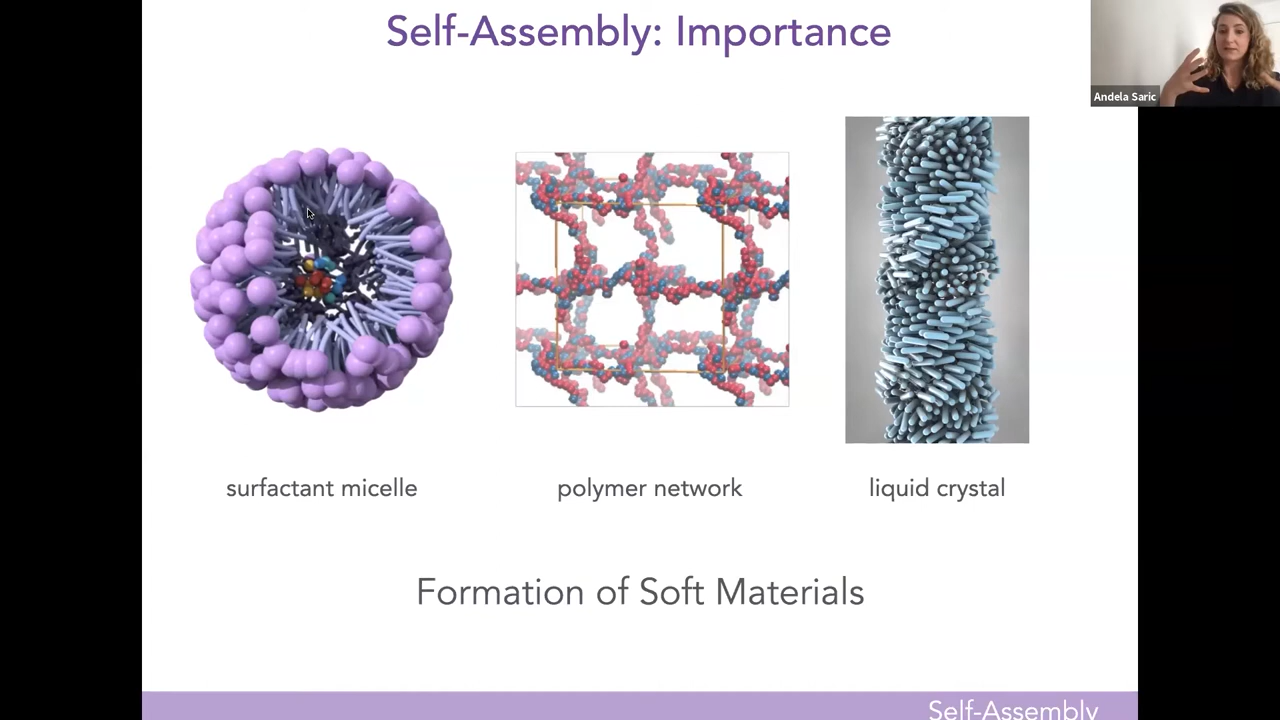 Self-Assembly: Importance
Andela Saric
surfactant micelle
polymer network
liquid crystal
Formation of Soft Materials
Self-Assembly